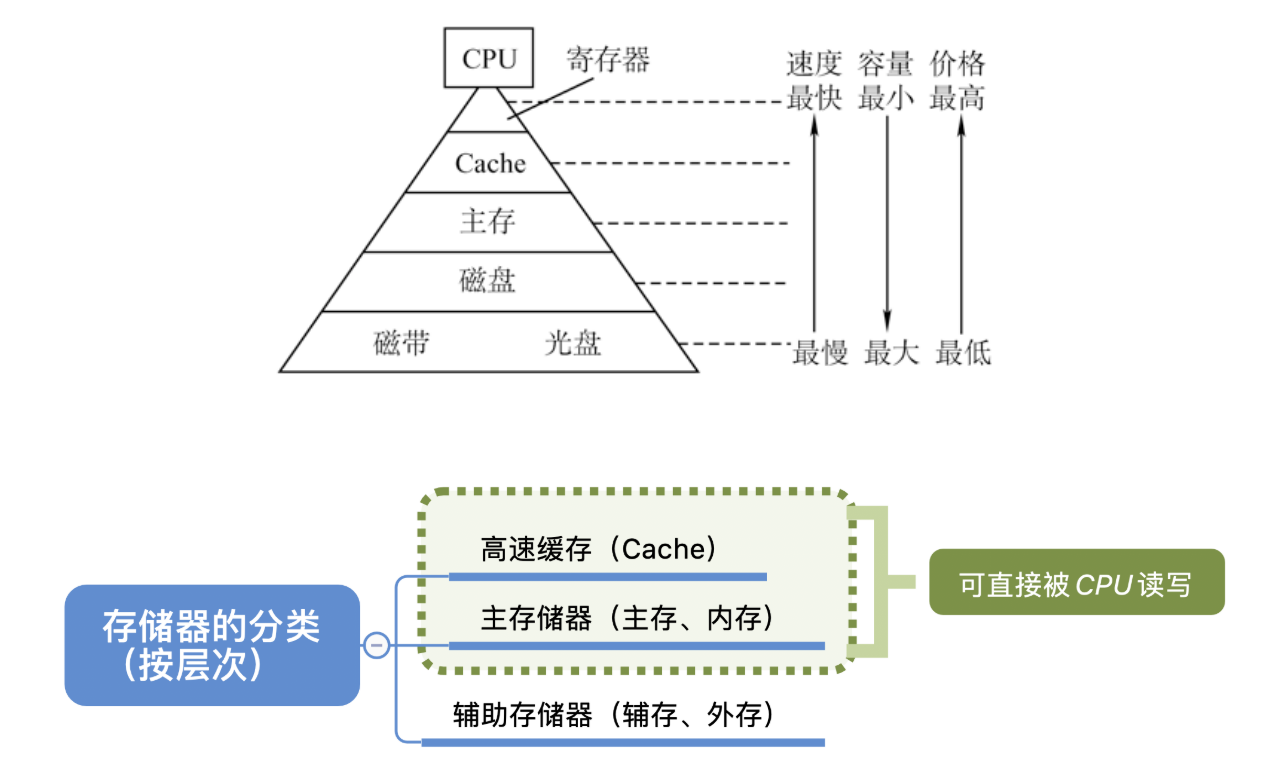 CPU
寄存器
速度 容量 价格
最快 最小 最高
Cache
主存
磁盘
磁带 光盘
最慢 最大 最低
高速缓存（Cache）
可直接被CPU读写
主存储器（主存、内存）
存储器的分类
（按层次）
辅助存储器（辅存、外存）